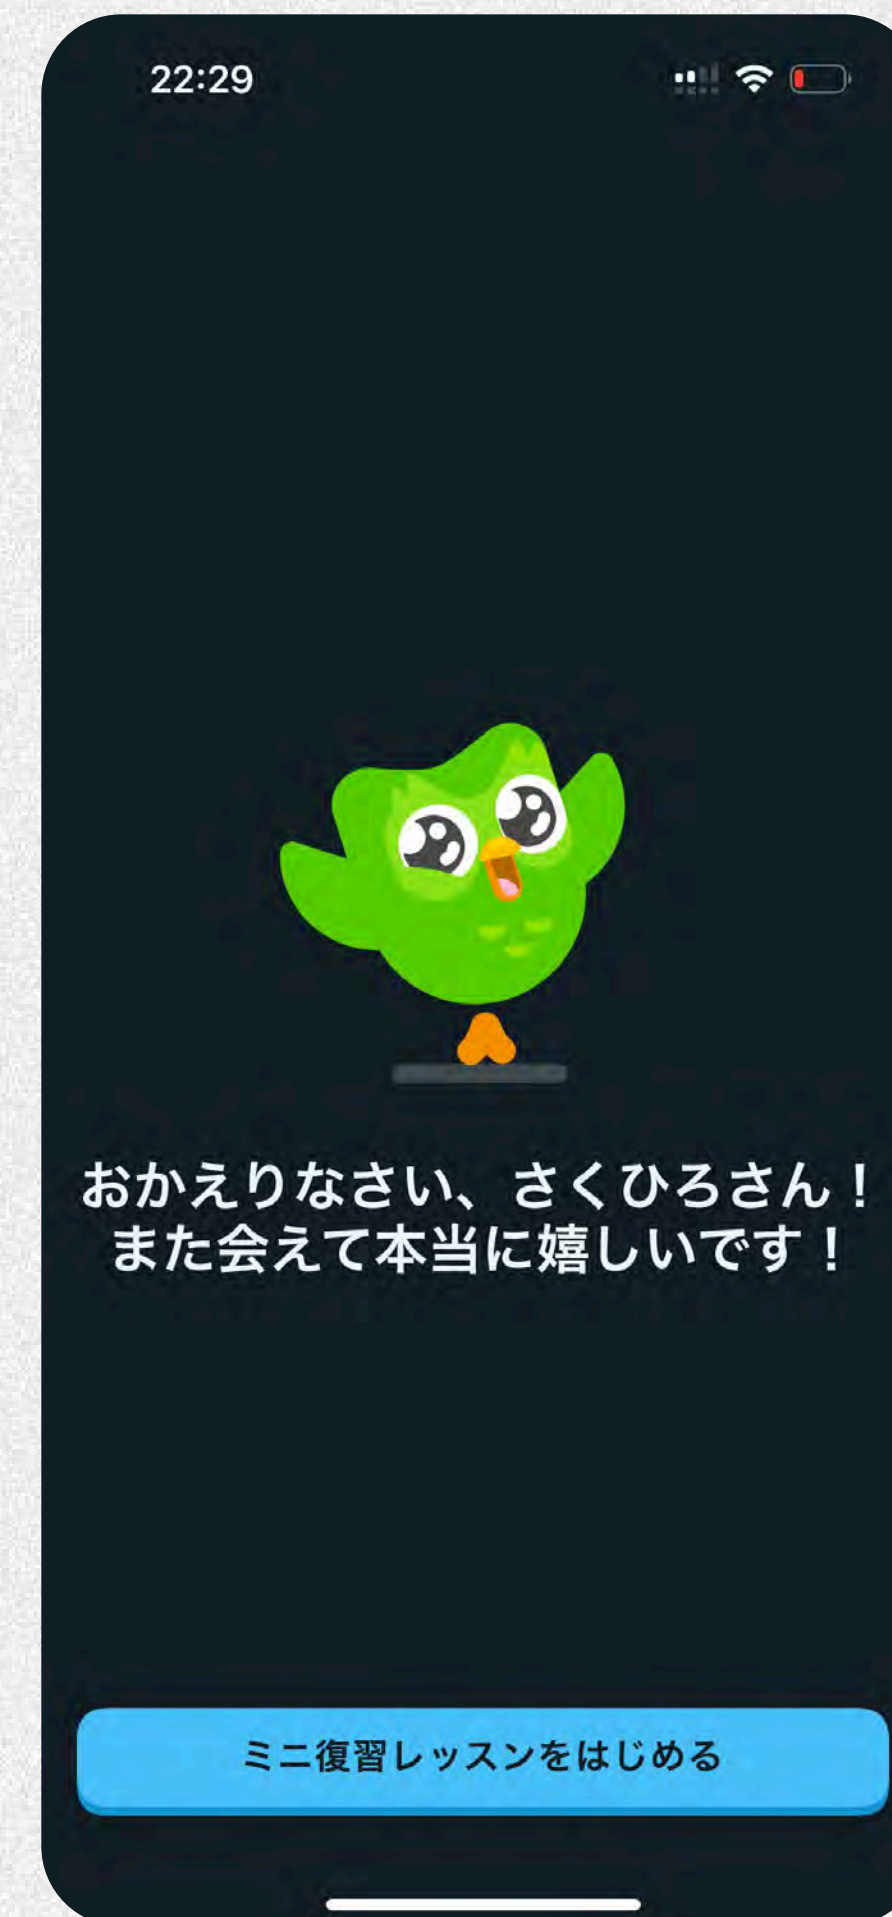 22:29
おかえりなさい、さくひろさん！
また会えて本当に嬉しいです！
ミニ復習レッスンをはじめる